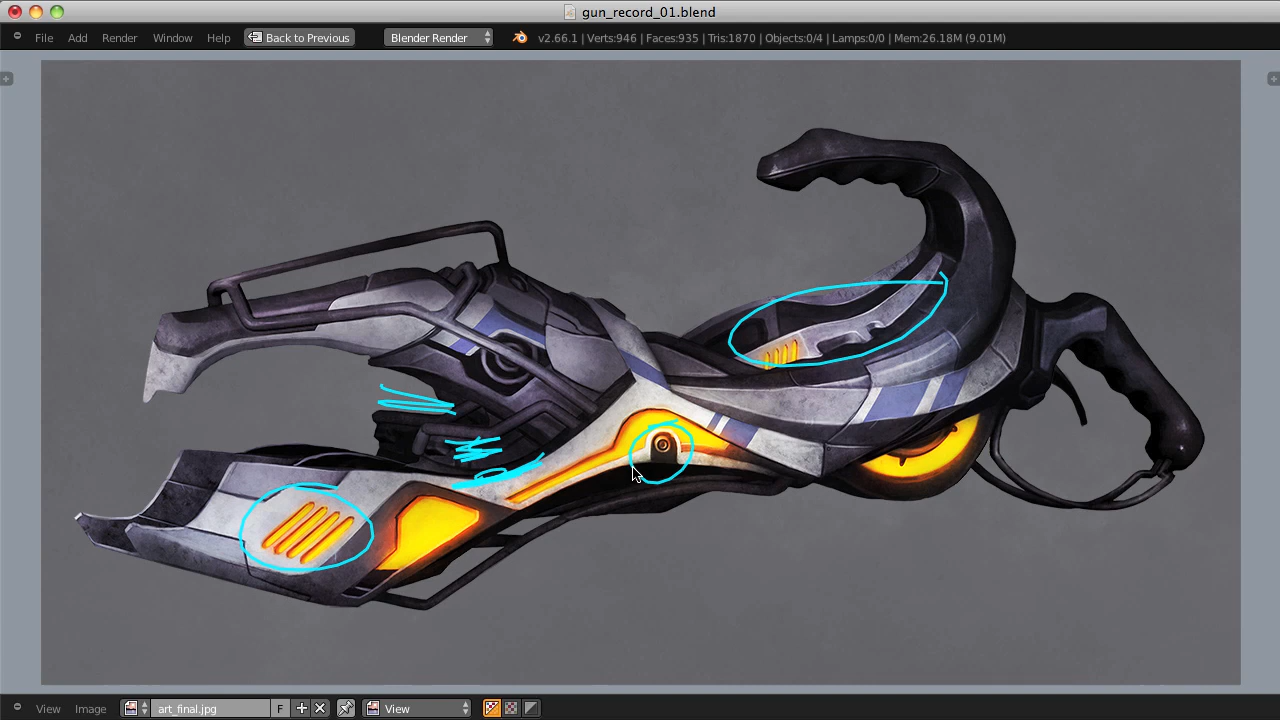 gun_record_01.blend
File Add Render Window Help Back to Previous Blender Render v2.66.1 | Verts:946 | Faces:935 | Tris:1870 | Objects:0/4 | Lamps:0/0 | Mem:26.18M (9.01M)
View Image art_final.jpg F View